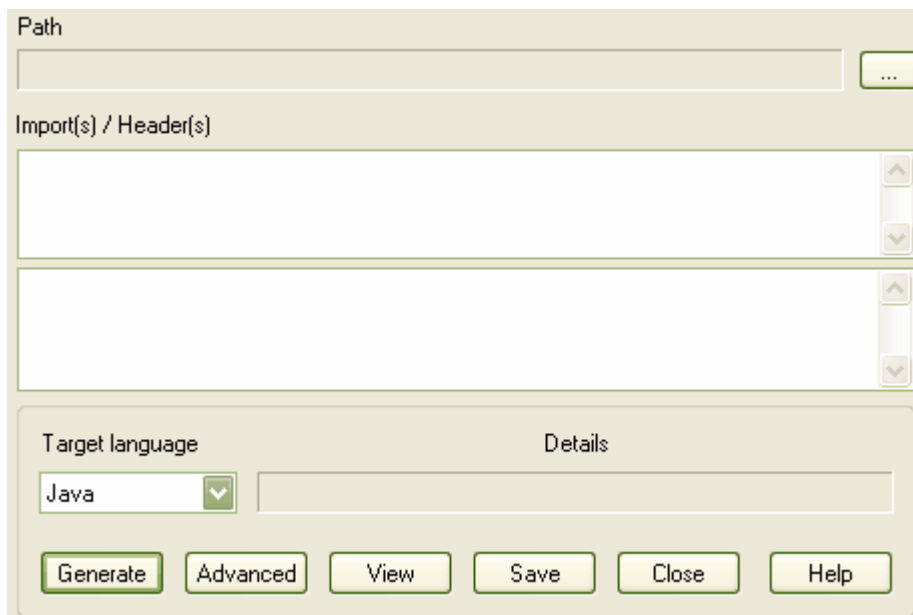 Path
...
Import(s) / Header(s)
Target language Details
Java
Generate Advanced View Save Close Help